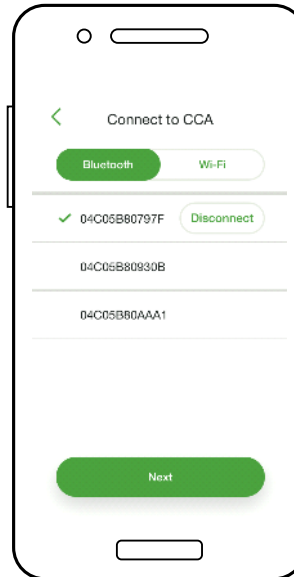 Connect to CCA
Bluetooth Wi-Fi
04C05B80797F Disconnect
04C05B80930B
04C05B80AAA1
Next